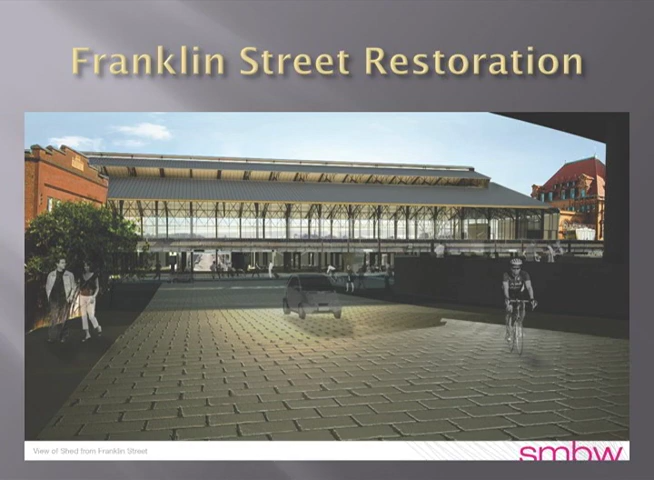 Franklin Street Restoration
View of Shed from Franklin Street
smbw